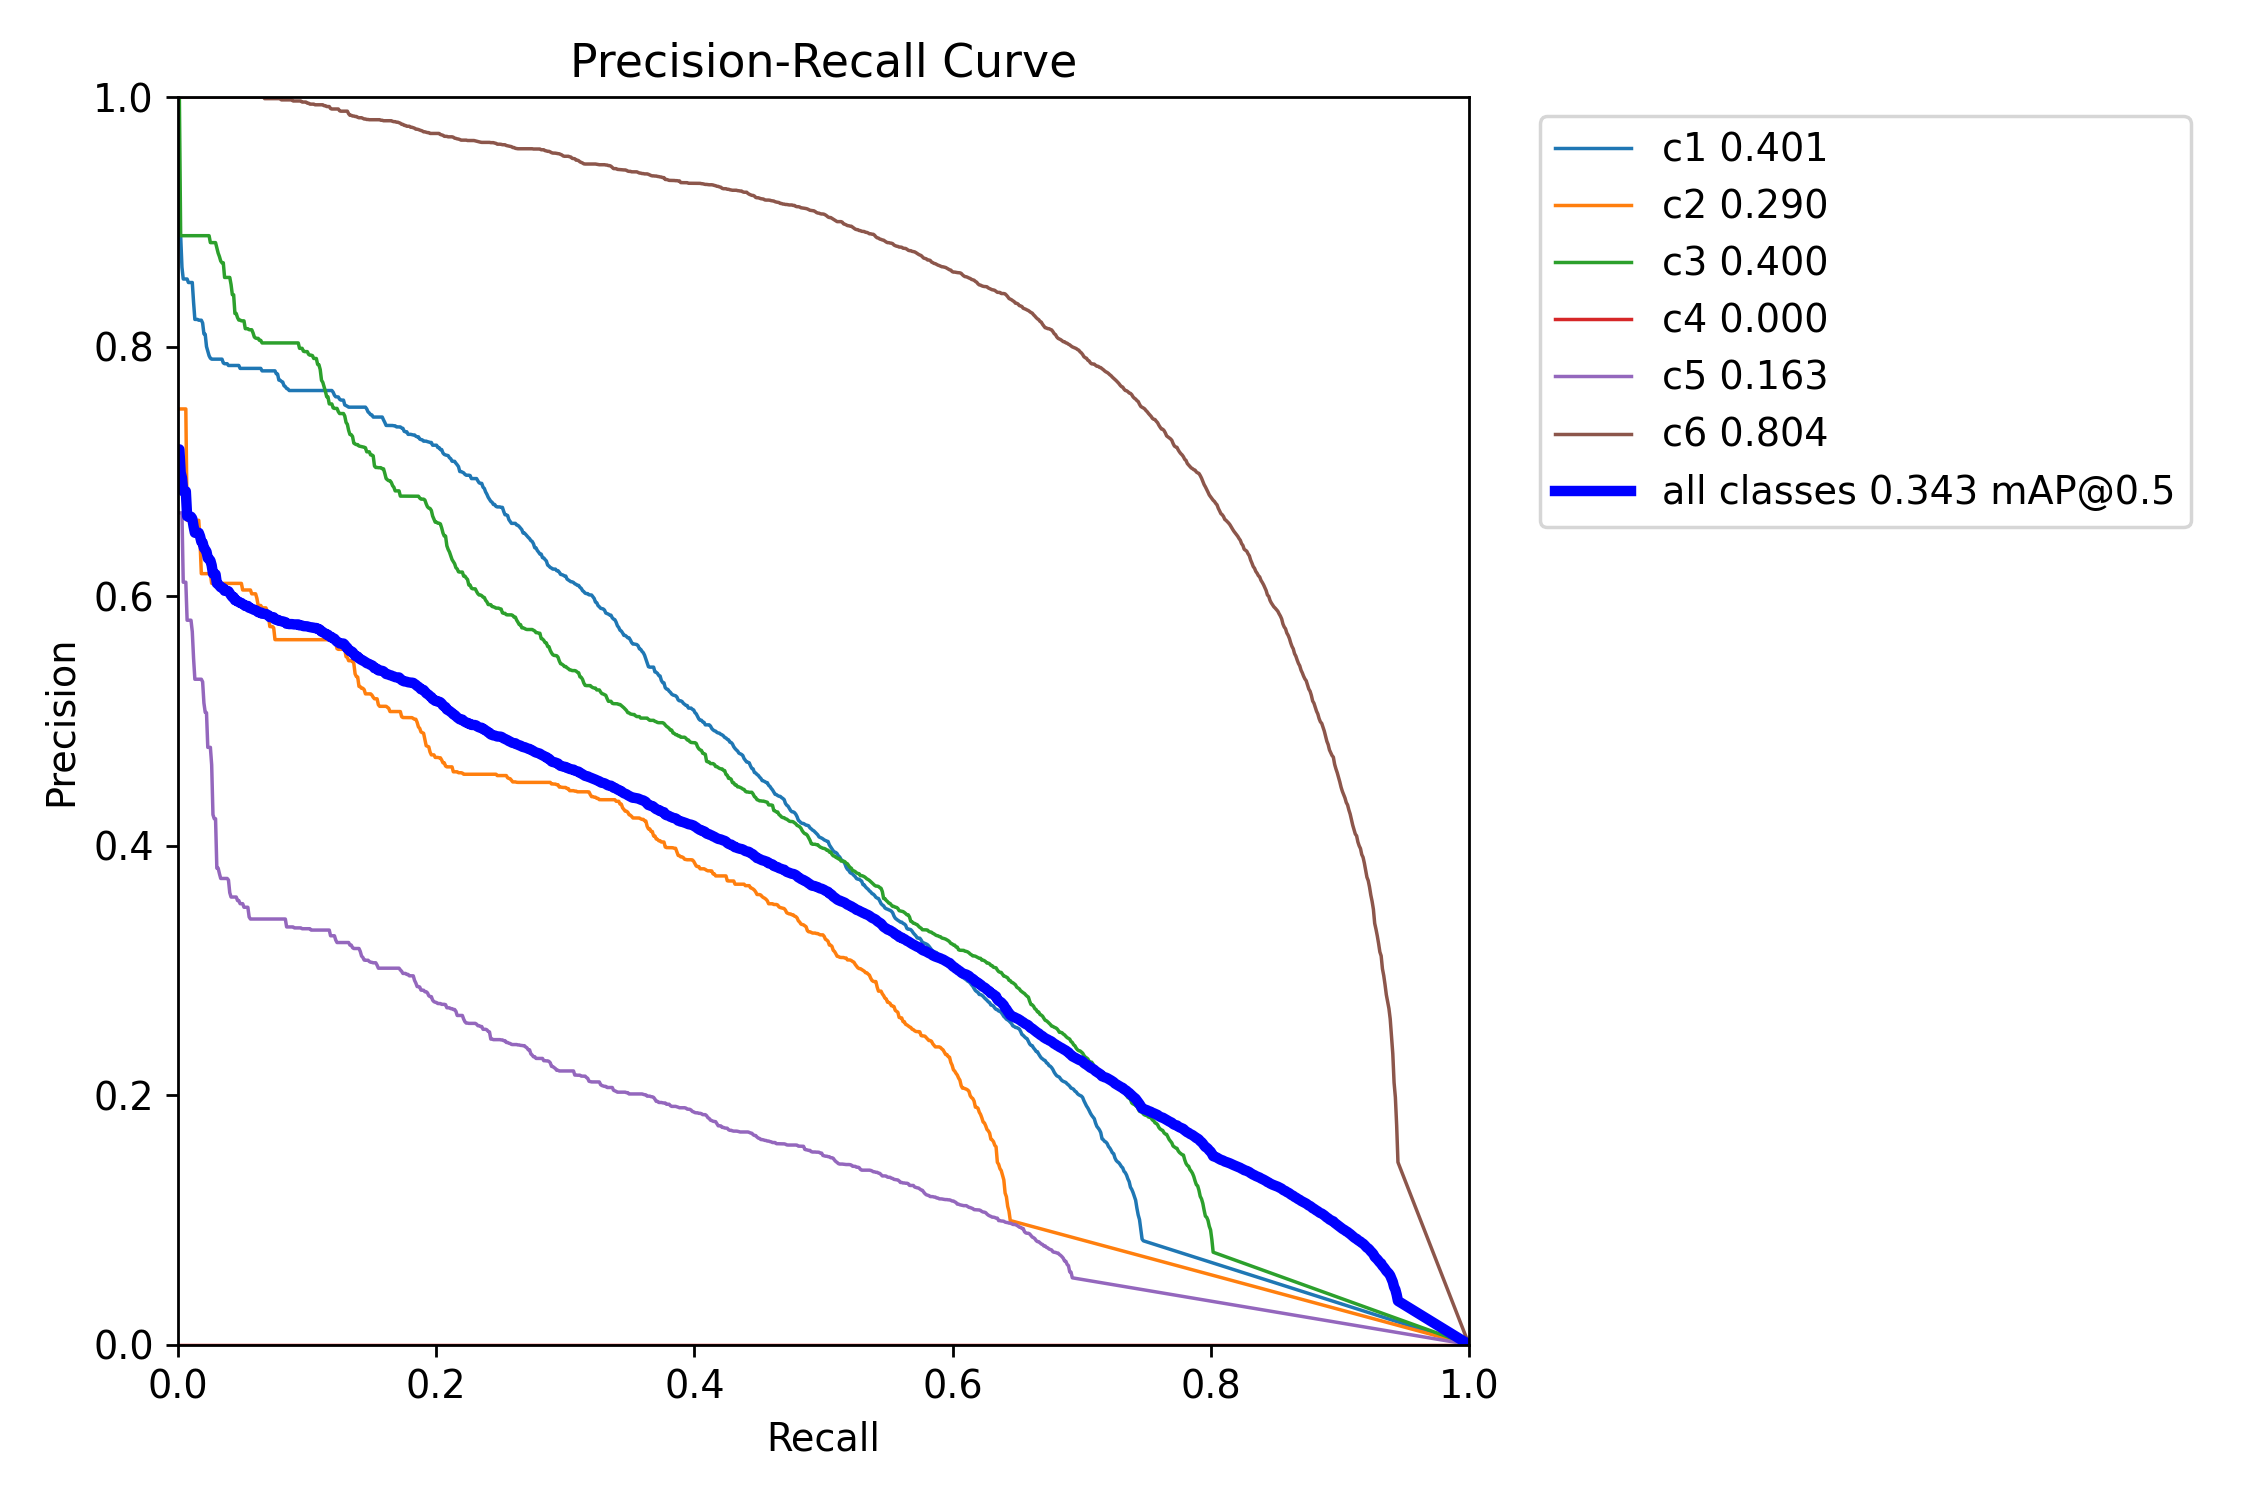 Precision-Recall Curve
1.0
0.8
0.6
0.4
0.2
0.0
Precision
0.0 0.2 0.4 0.6 0.8 1.0
Recall
c1 0.401
c2 0.290
c3 0.400
c4 0.000
c5 0.163
c6 0.804
all classes 0.343 mAP@0.5